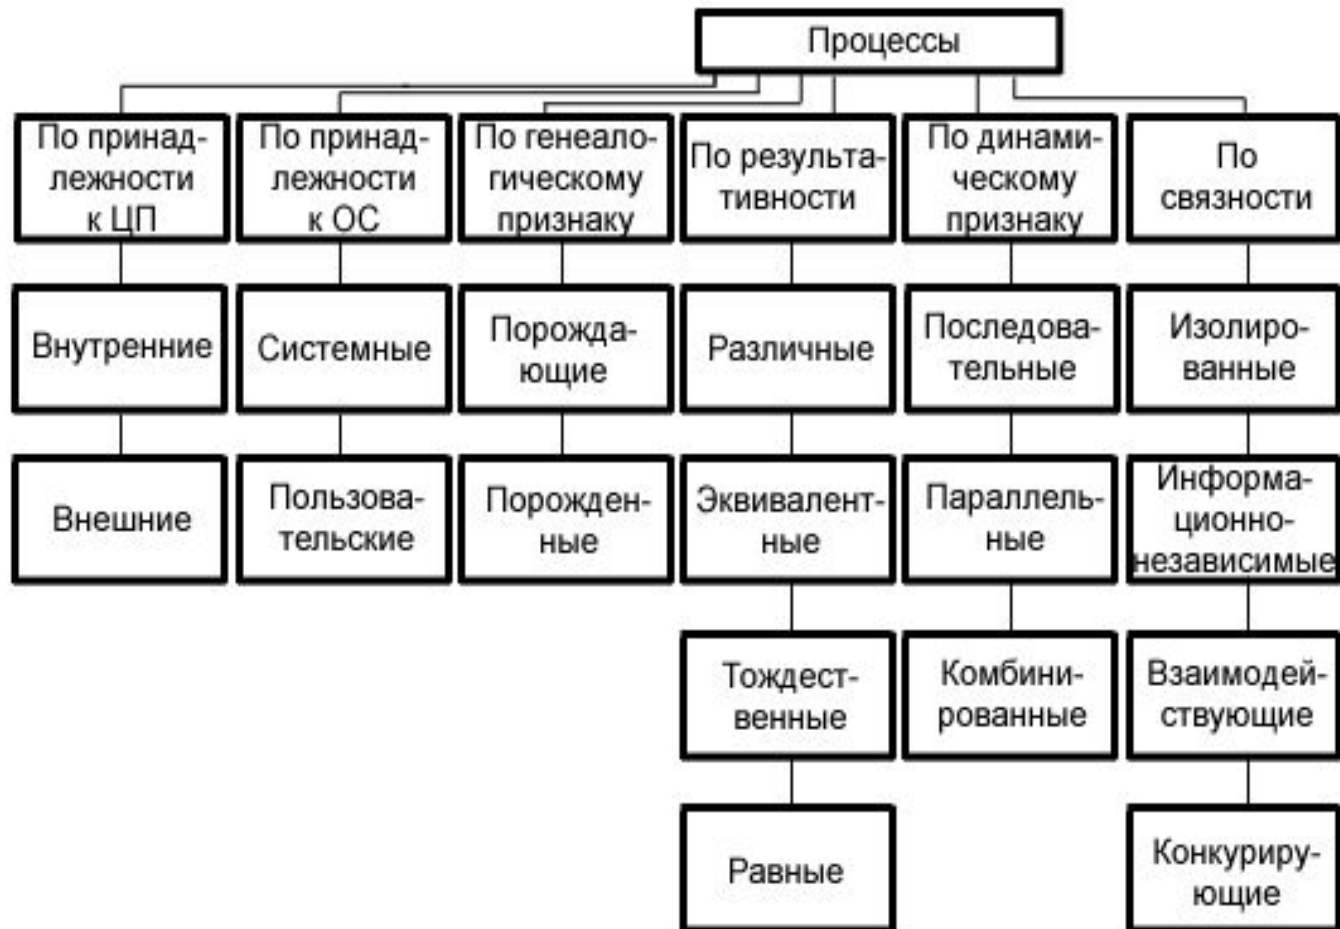 Процессы
По принад-
лежности
к ЦП
По принад-
лежности
к ОС
По генеало-
гическому
признаку
По результа-
тивности
По динами-
ческому
признаку
По
связности
Внутренние
Системные
Порожда-
ющие
Различные
Последова-
тельные
Изолиро-
ванные
Внешние
Пользова-
тельские
Порожден-
ные
Эквивалент-
ные
Параллель-
ные
Информа-
ционно-
независимые
Тождест-
венные
Комбини-
рованные
Взаимодей-
ствующие
Равные
Конкуриру-
ющие